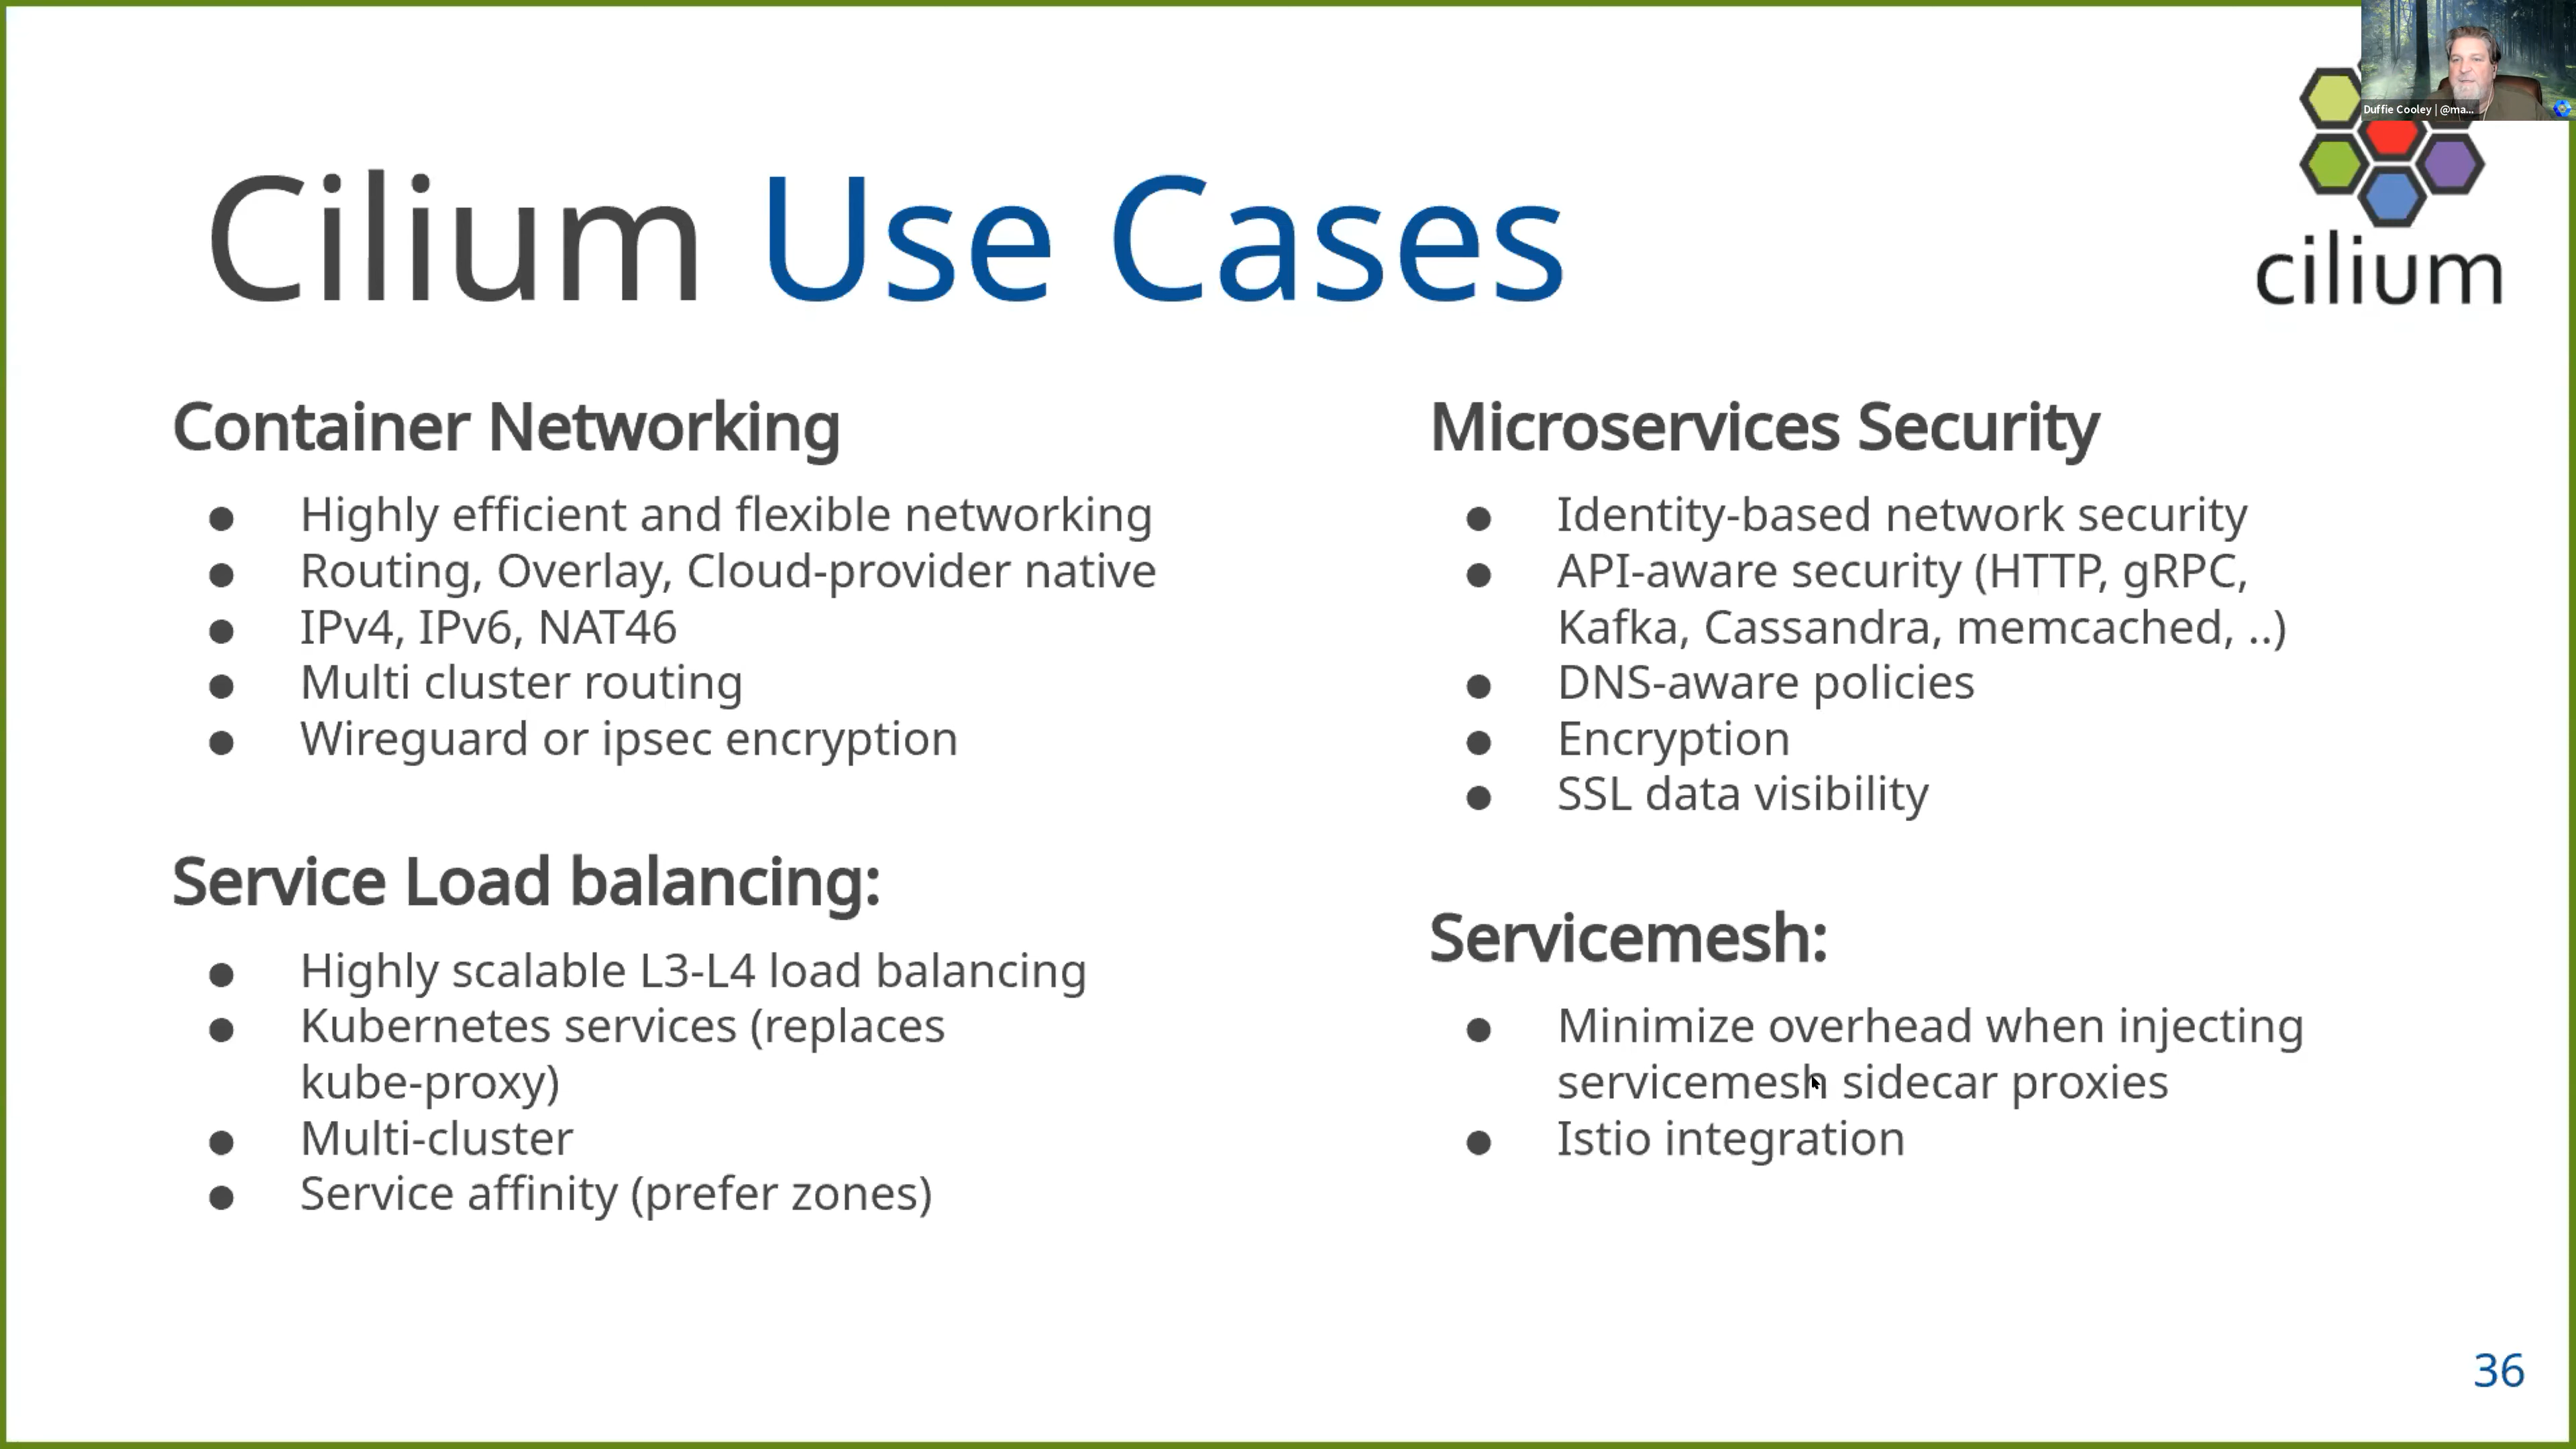 Duffie Cooley | @ma...
cilium
Cilium Use Cases
Container Networking
● Highly efficient and flexible networking
● Routing, Overlay, Cloud-provider native
● IPv4, IPv6, NAT46
● Multi cluster routing
● Wireguard or ipsec encryption
Service Load balancing:
● Highly scalable L3-L4 load balancing
● Kubernetes services (replaces
kube-proxy)
● Multi-cluster
● Service affinity (prefer zones)
Microservices Security
● Identity-based network security
● API-aware security (HTTP, gRPC,
Kafka, Cassandra, memcached, ..)
● DNS-aware policies
● Encryption
● SSL data visibility
Servicemesh:
● Minimize overhead when injecting
servicemesh sidecar proxies
● Istio integration
36